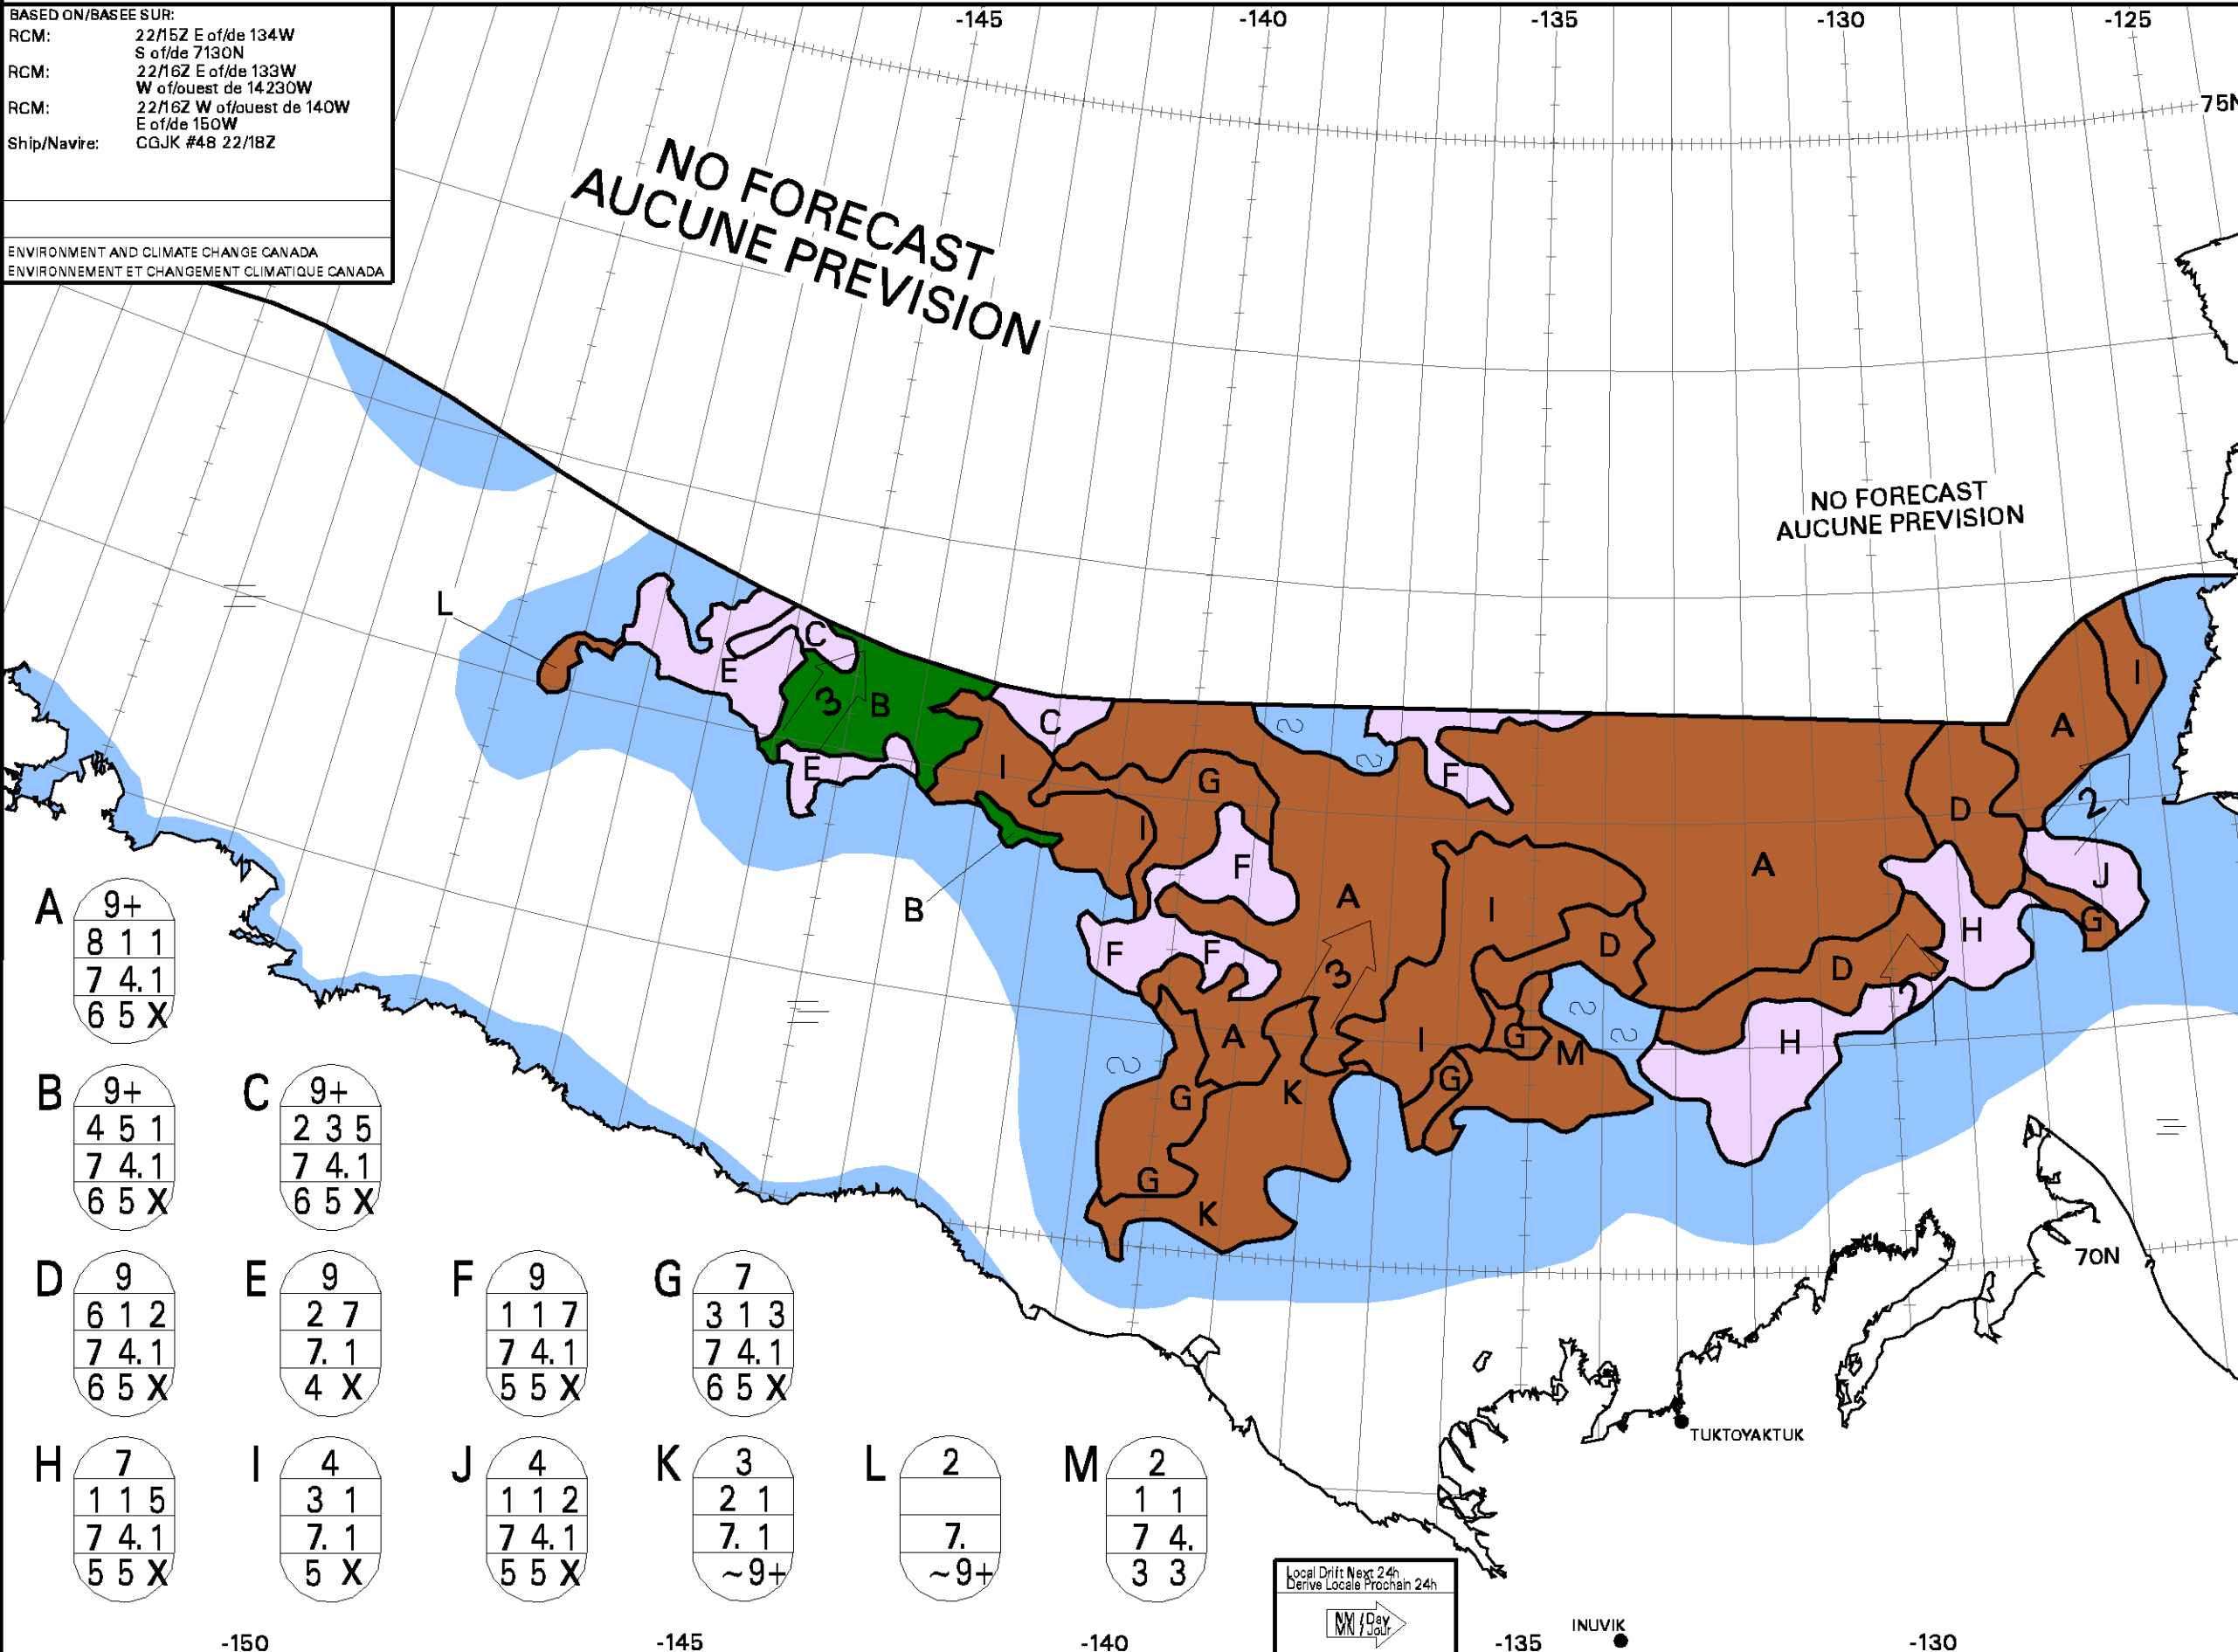 BASED ON/BASEE SUR:
RCM: 22/15Z E of/de 134W
S of/de 7130N
RCM: 22/16Z E of/de 133W
W of/ouest de 14230W
RCM: 22/16Z W of/ouest de 140W
E of/de 150W
Ship/Navire: CGJK #48 22/18Z
ENVIRONMENT AND CLIMATE CHANGE CANADA
ENVIRONNEMENT ET CHANGEMENT CLIMATIQUE CANADA
-145 -140 -135 -130 -125
75N
NO FORECAST
AUCUNE PREVISION
NO FORECAST
AUCUNE PREVISION
L
C
E
3
B
E
I
C
G
I
F
B
F
F
A
3
A
G
K
G
K
F
I
D
I
G
G
M
A
D
H
2
H
D
A
I
2
J
G
A
9+
8 1 1
7 4. 1
6 5 X
B
9+
4 5 1
7 4. 1
6 5 X
C
9+
2 3 5
7 4. 1
6 5 X
D
9
6 1 2
7 4. 1
6 5 X
E
9
2 7
7. 1
4 X
F
9
1 1 7
7 4. 1
5 5 X
G
7
3 1 3
7 4. 1
6 5 X
H
7
1 1 5
7 4. 1
5 5 X
I
4
3 1
7. 1
5 X
J
4
1 1 2
7 4. 1
5 5 X
K
3
2 1
7. 1
~9+
L
2
7.
~9+
M
2
1 1
7 4.
3 3
70N
TUKTOYAKTUK
INUVIK
Local Drift Next 24h
Derive Locale Prochain 24h
NM / Day
MN / Jour
-150 -145 -140 -135 -130